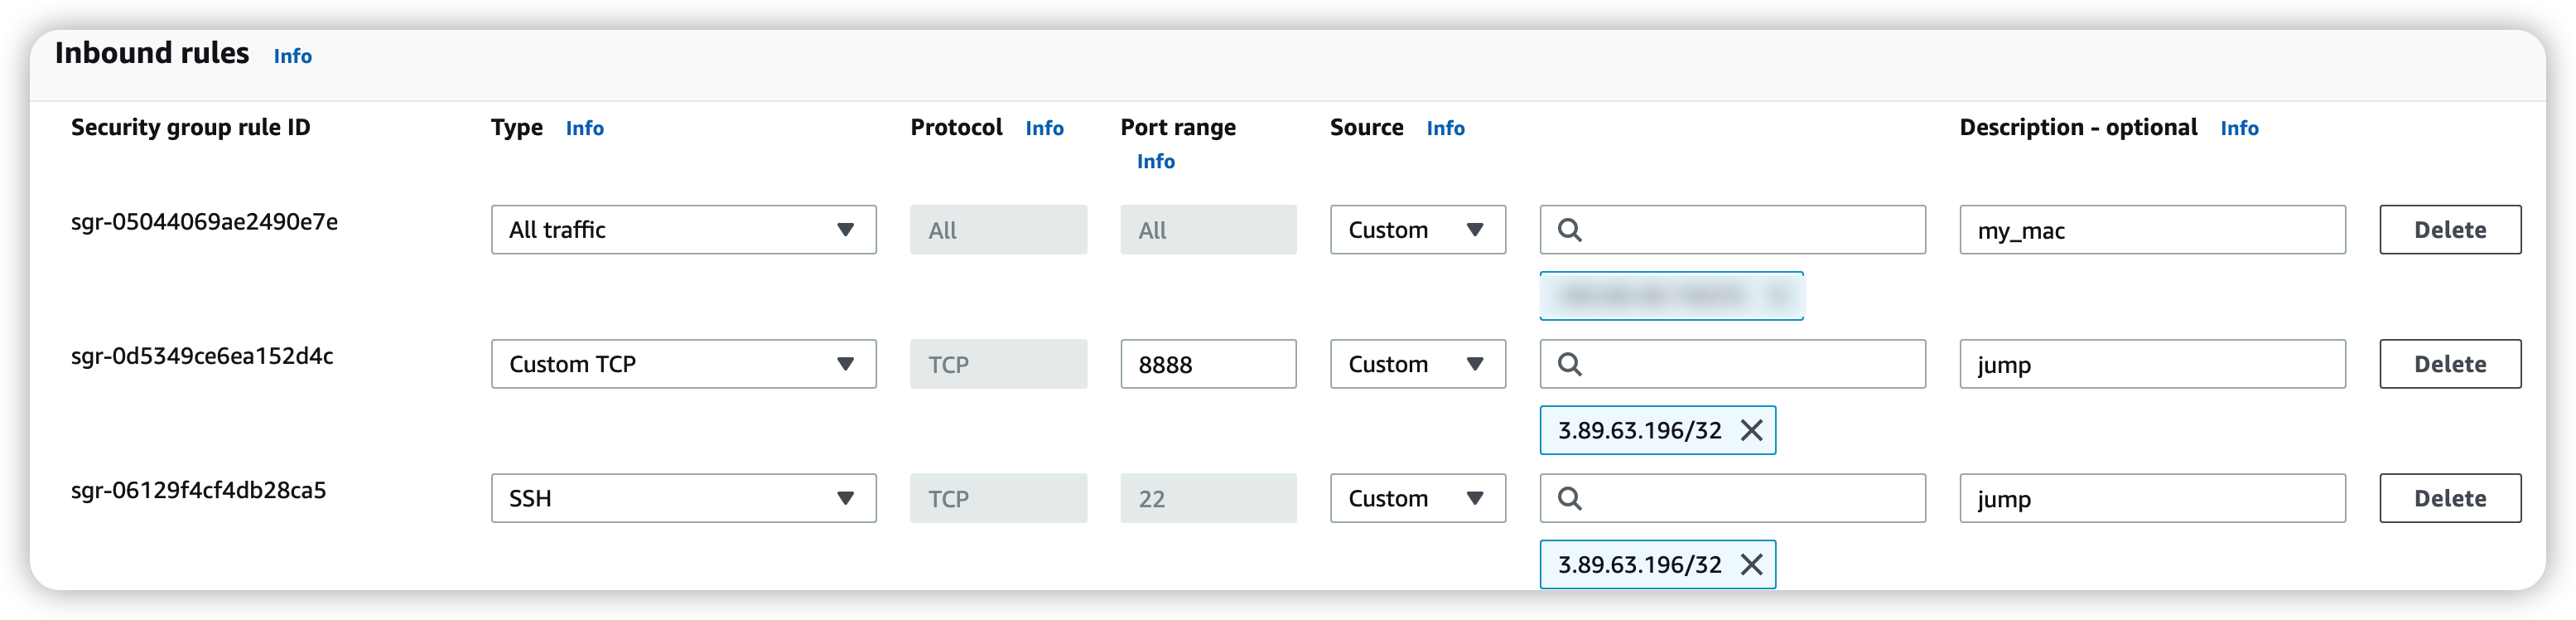 Inbound rules Info
Security group rule ID Type Info Protocol Info Port range Info Source Info Description - optional Info
sgr-05044069ae2490e7e All traffic All All Custom my_mac Delete
sgr-0d5349ce6ea152d4c Custom TCP TCP 8888 Custom jump Delete
3.89.63.196/32
sgr-06129f4cf4db28ca5 SSH TCP 22 Custom jump Delete
3.89.63.196/32